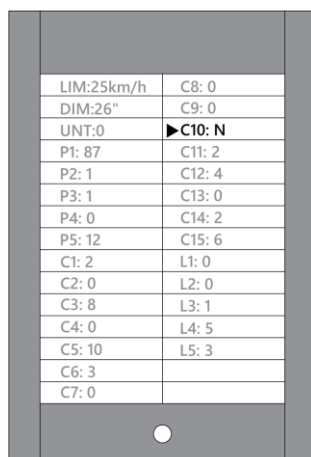 LIM:25km/h
DIM:26"
UNT:0
P1: 87
P2: 1
P3: 1
P4: 0
P5: 12
C1: 2
C2: 0
C3: 8
C4: 0
C5: 10
C6: 3
C7: 0
C8: 0
C9: 0
▶C10: N
C11: 2
C12: 4
C13: 0
C14: 2
C15: 6
L1: 0
L2: 0
L3: 1
L4: 5
L5: 3